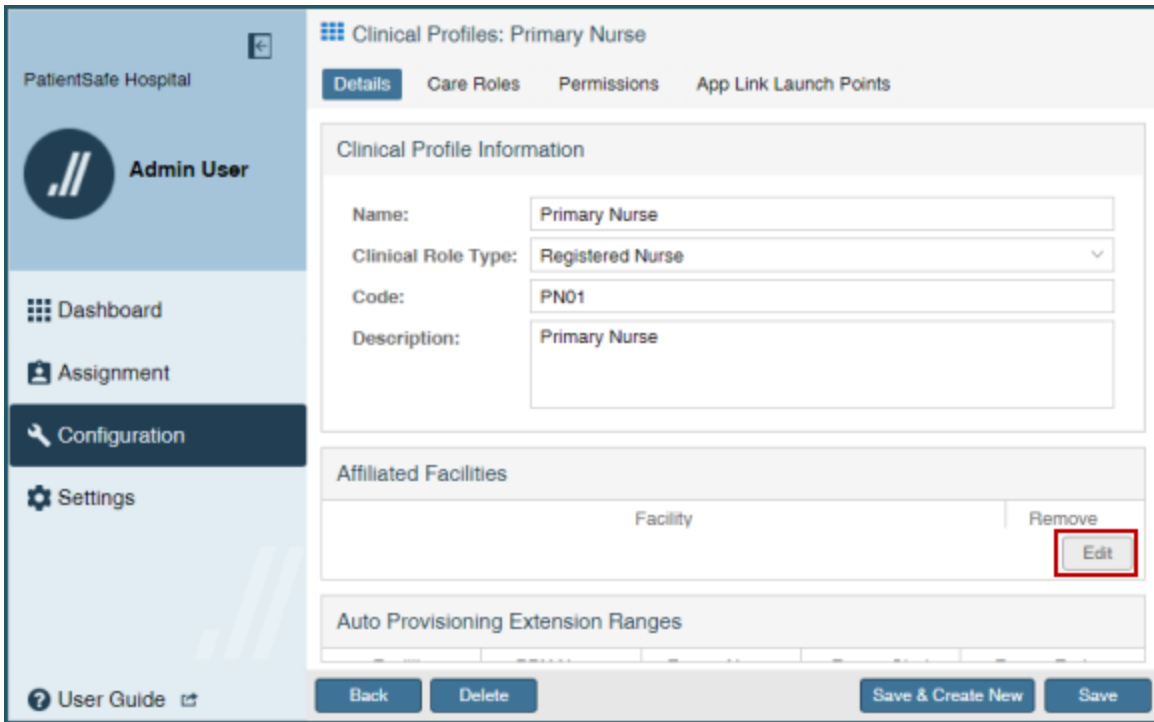 PatientSafe Hospital
Admin User
Dashboard
Assignment
Configuration
Settings
User Guide
Clinical Profiles: Primary Nurse
Details Care Roles Permissions App Link Launch Points
Clinical Profile Information
Name: Primary Nurse
Clinical Role Type: Registered Nurse
Code: PN01
Description: Primary Nurse
Affiliated Facilities
Facility Remove
Edit
Auto Provisioning Extension Ranges
Back Delete Save & Create New Save